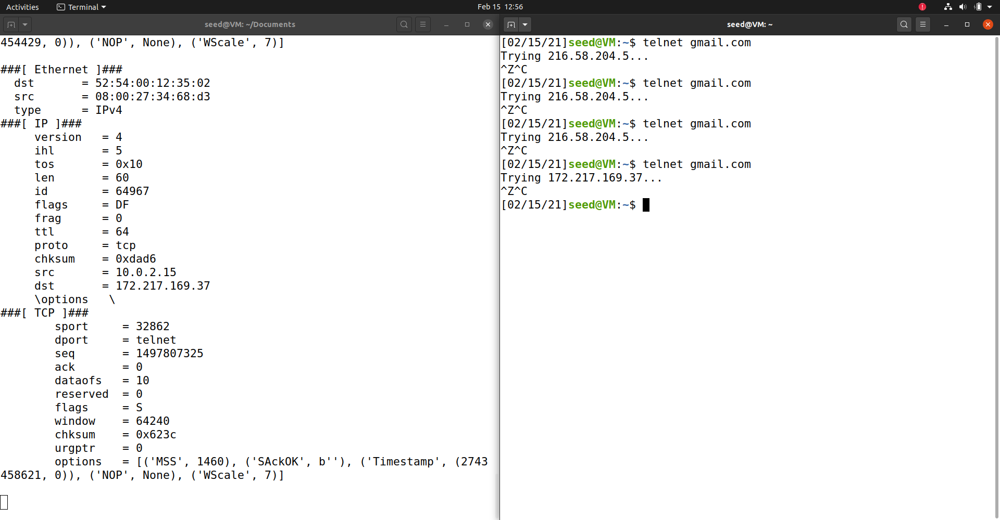 Activities Terminal Feb 15 12:56
seed@VM: ~/Documents
454429, 0)), ('NOP', None), ('WScale', 7)]
###[ Ethernet ]###
  dst       = 52:54:00:12:35:02
  src       = 08:00:27:34:68:d3
  type      = IPv4
###[ IP ]###
     version   = 4
     ihl       = 5
     tos       = 0x10
     len       = 60
     id        = 64967
     flags     = DF
     frag      = 0
     ttl       = 64
     proto     = tcp
     chksum    = 0xdad6
     src       = 10.0.2.15
     dst       = 172.217.169.37
     \options   \
###[ TCP ]###
        sport     = 32862
        dport     = telnet
        seq       = 1497807325
        ack       = 0
        dataofs   = 10
        reserved  = 0
        flags     = S
        window    = 64240
        chksum    = 0x623c
        urgptr    = 0
        options   = [('MSS', 1460), ('SAckOK', b''), ('Timestamp', (2743
458621, 0)), ('NOP', None), ('WScale', 7)]
seed@VM: ~
[02/15/21]seed@VM:~$ telnet gmail.com
Trying 216.58.204.5...
^Z^C
[02/15/21]seed@VM:~$ telnet gmail.com
Trying 216.58.204.5...
^Z^C
[02/15/21]seed@VM:~$ telnet gmail.com
Trying 216.58.204.5...
^Z^C
[02/15/21]seed@VM:~$ telnet gmail.com
Trying 172.217.169.37...
^Z^C
[02/15/21]seed@VM:~$